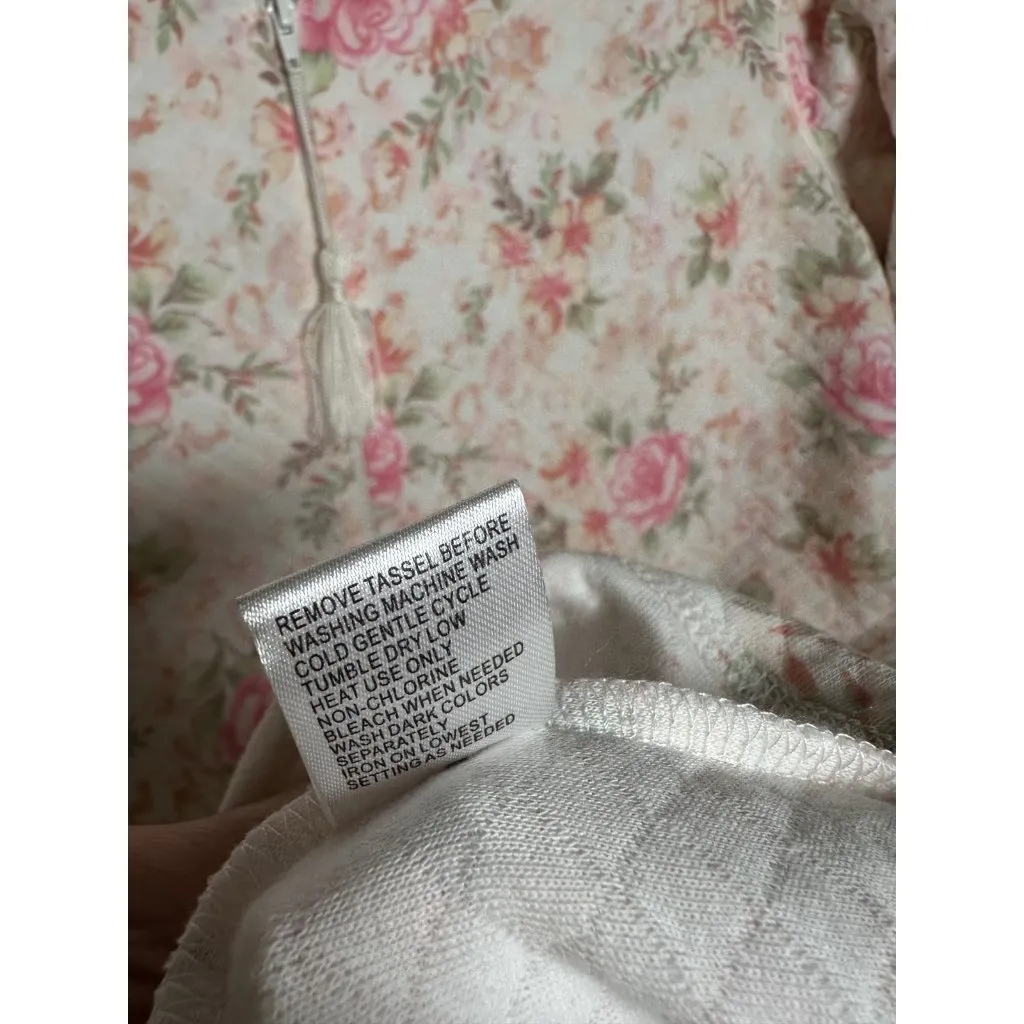 REMOVE TASSEL BEFORE
WASHING MACHINE WASH
COLD GENTLE CYCLE
TUMBLE DRY LOW
HEAT USE ONLY
NON-CHLORINE
BLEACH WHEN NEEDED
WASH DARK COLORS
SEPARATELY
IRON ON LOWEST
SETTING AS NEEDED